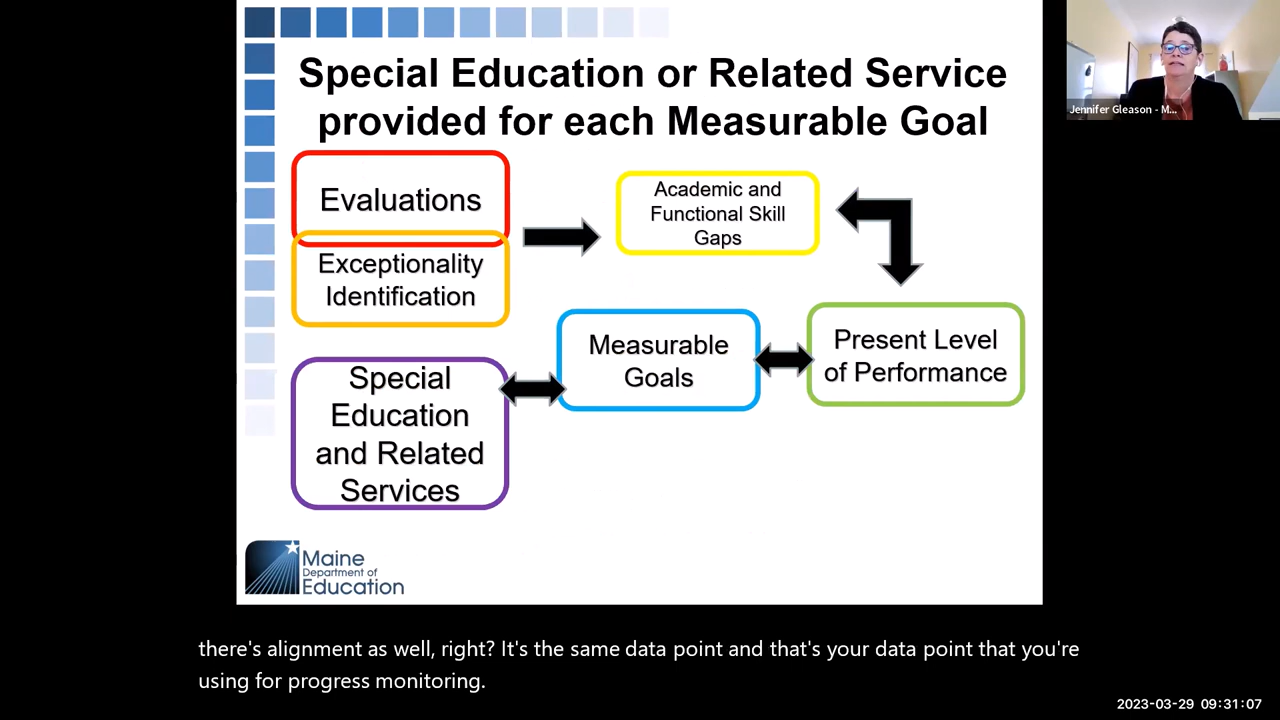 Special Education or Related Service
provided for each Measurable Goal
Evaluations
Exceptionality
Identification
Academic and
Functional Skill
Gaps
Present Level
of Performance
Measurable
Goals
Special
Education
and Related
Services
Maine
Department of
Education
Jennifer Gleason - M...
there's alignment as well, right? It's the same data point and that's your data point that you're
using for progress monitoring.
2023-03-29 09:31:07